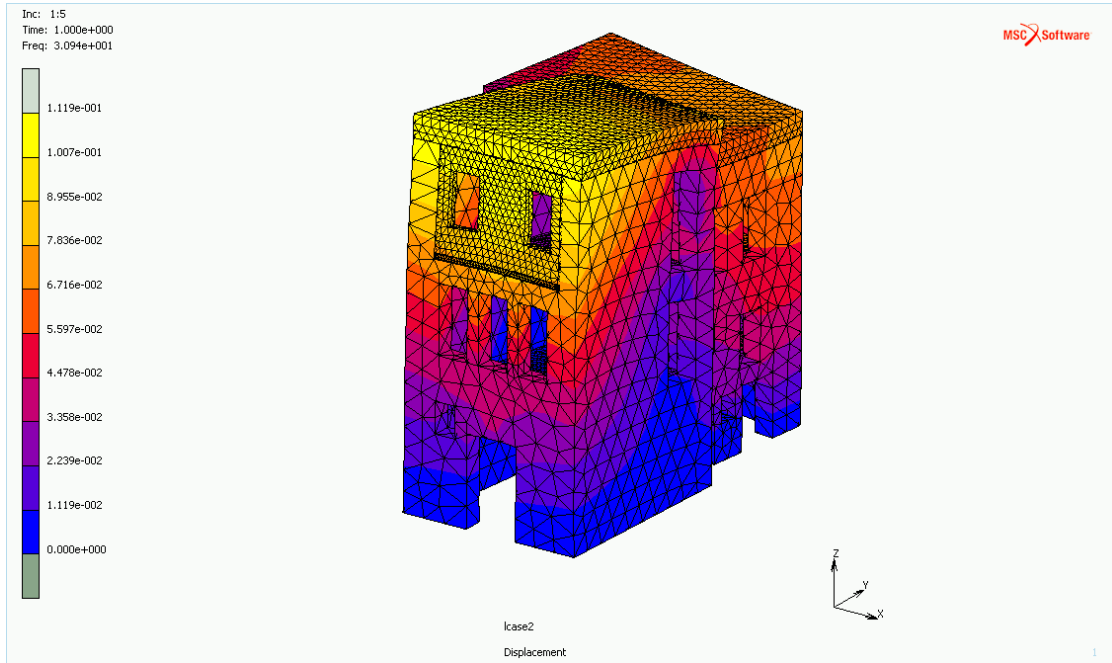 Inc: 1:5
Time: 1.000e+000
Freq: 3.094e+001
MSC Software
1.119e-001
1.007e-001
8.955e-002
7.836e-002
6.716e-002
5.597e-002
4.478e-002
3.358e-002
2.239e-002
1.119e-002
0.000e+000
Z
Y
X
lcase2
Displacement
1